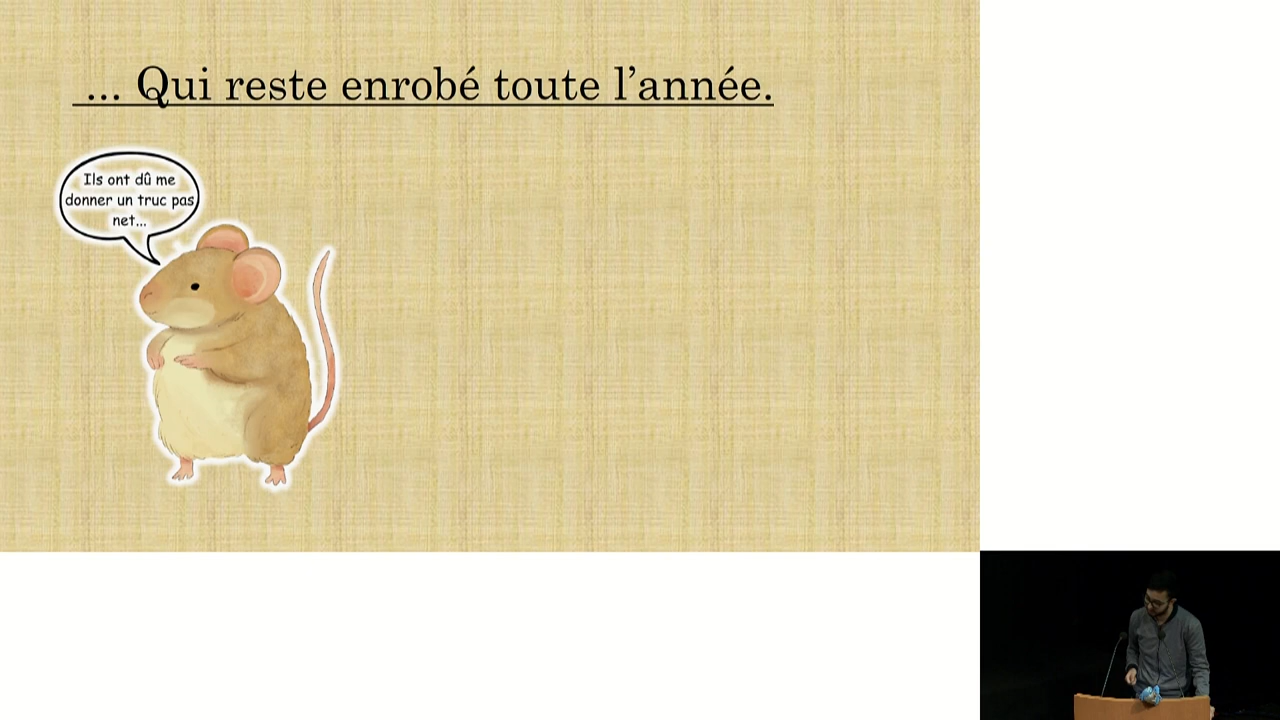 ... Qui reste enrobé toute l’année.
Ils ont dû me
donner un truc pas
net...